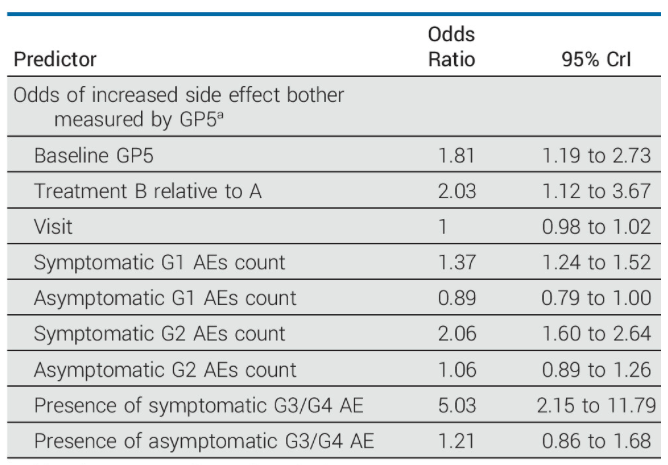 Predictor Odds Ratio 95% CrI
Odds of increased side effect bother
measured by GP5ª
Baseline GP5 1.81 1.19 to 2.73
Treatment B relative to A 2.03 1.12 to 3.67
Visit 1 0.98 to 1.02
Symptomatic G1 AEs count 1.37 1.24 to 1.52
Asymptomatic G1 AEs count 0.89 0.79 to 1.00
Symptomatic G2 AEs count 2.06 1.60 to 2.64
Asymptomatic G2 AEs count 1.06 0.89 to 1.26
Presence of symptomatic G3/G4 AE 5.03 2.15 to 11.79
Presence of asymptomatic G3/G4 AE 1.21 0.86 to 1.68